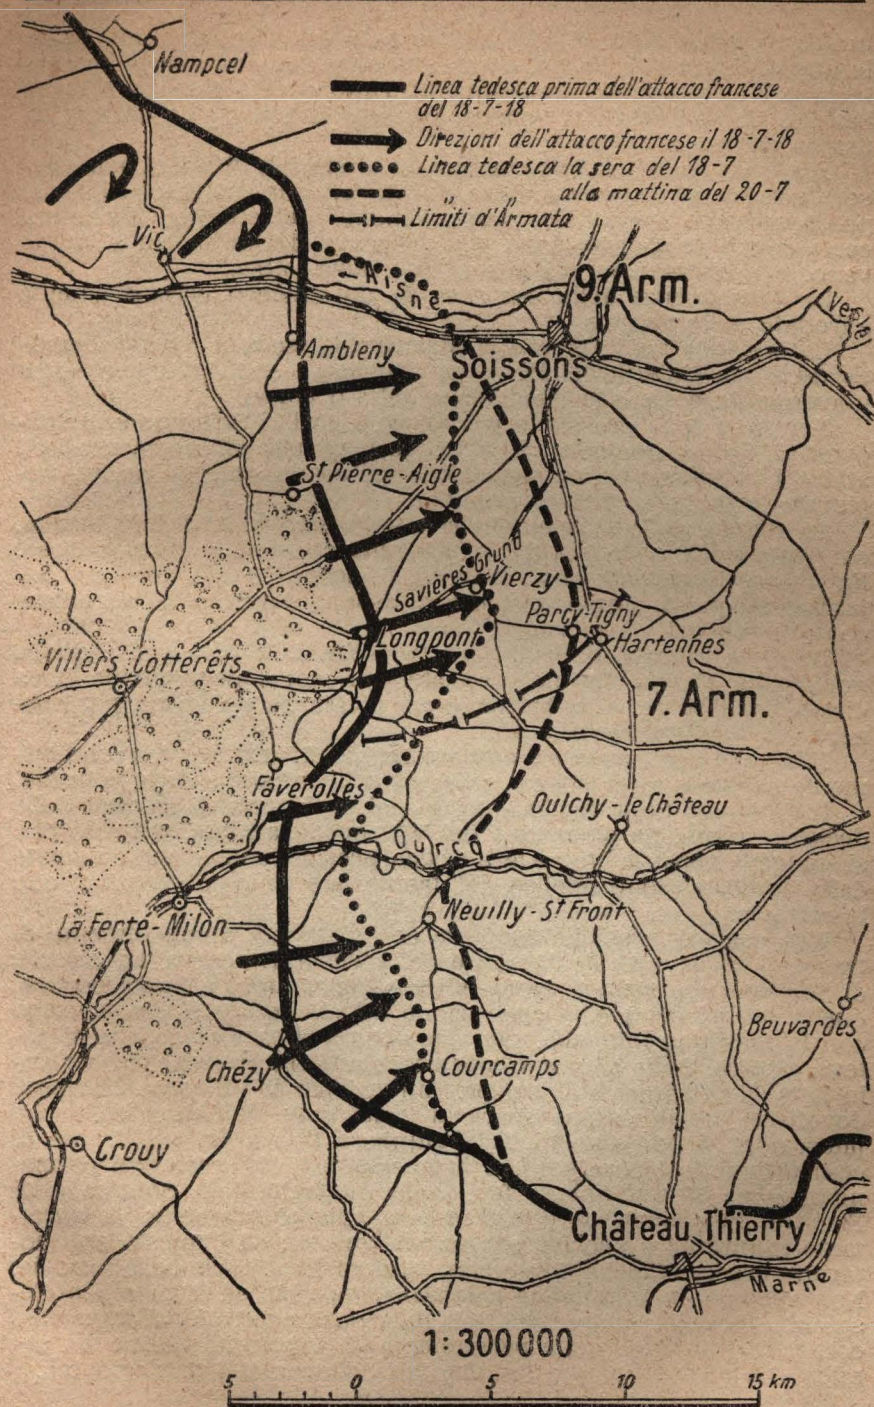 Nampcel
Linea tedesca prima dell'attacco francese
del 18-7-18
Direzioni dell'attacco francese il 18-7-18
Linea tedesca la sera del 18-7
„ „ alla mattina del 20-7
Limiti d'Armata
Vic
←Aisne
9. Arm.
Vesle
Ambleny
Soissons
St Pierre-Aigle
Savières Grund
Vierzy
Parcy-Tigny
Longpont
Hartennes
Villers Cotterêts
7. Arm.
Faverolles
Oulchy-le Château
Ourcq
La Ferté-Milon
Neuilly-St Front
Beuvardes
Chézy
Courcamps
Crouy
Château Thierry
Marne
1:300000
5 0 5 10 15 km